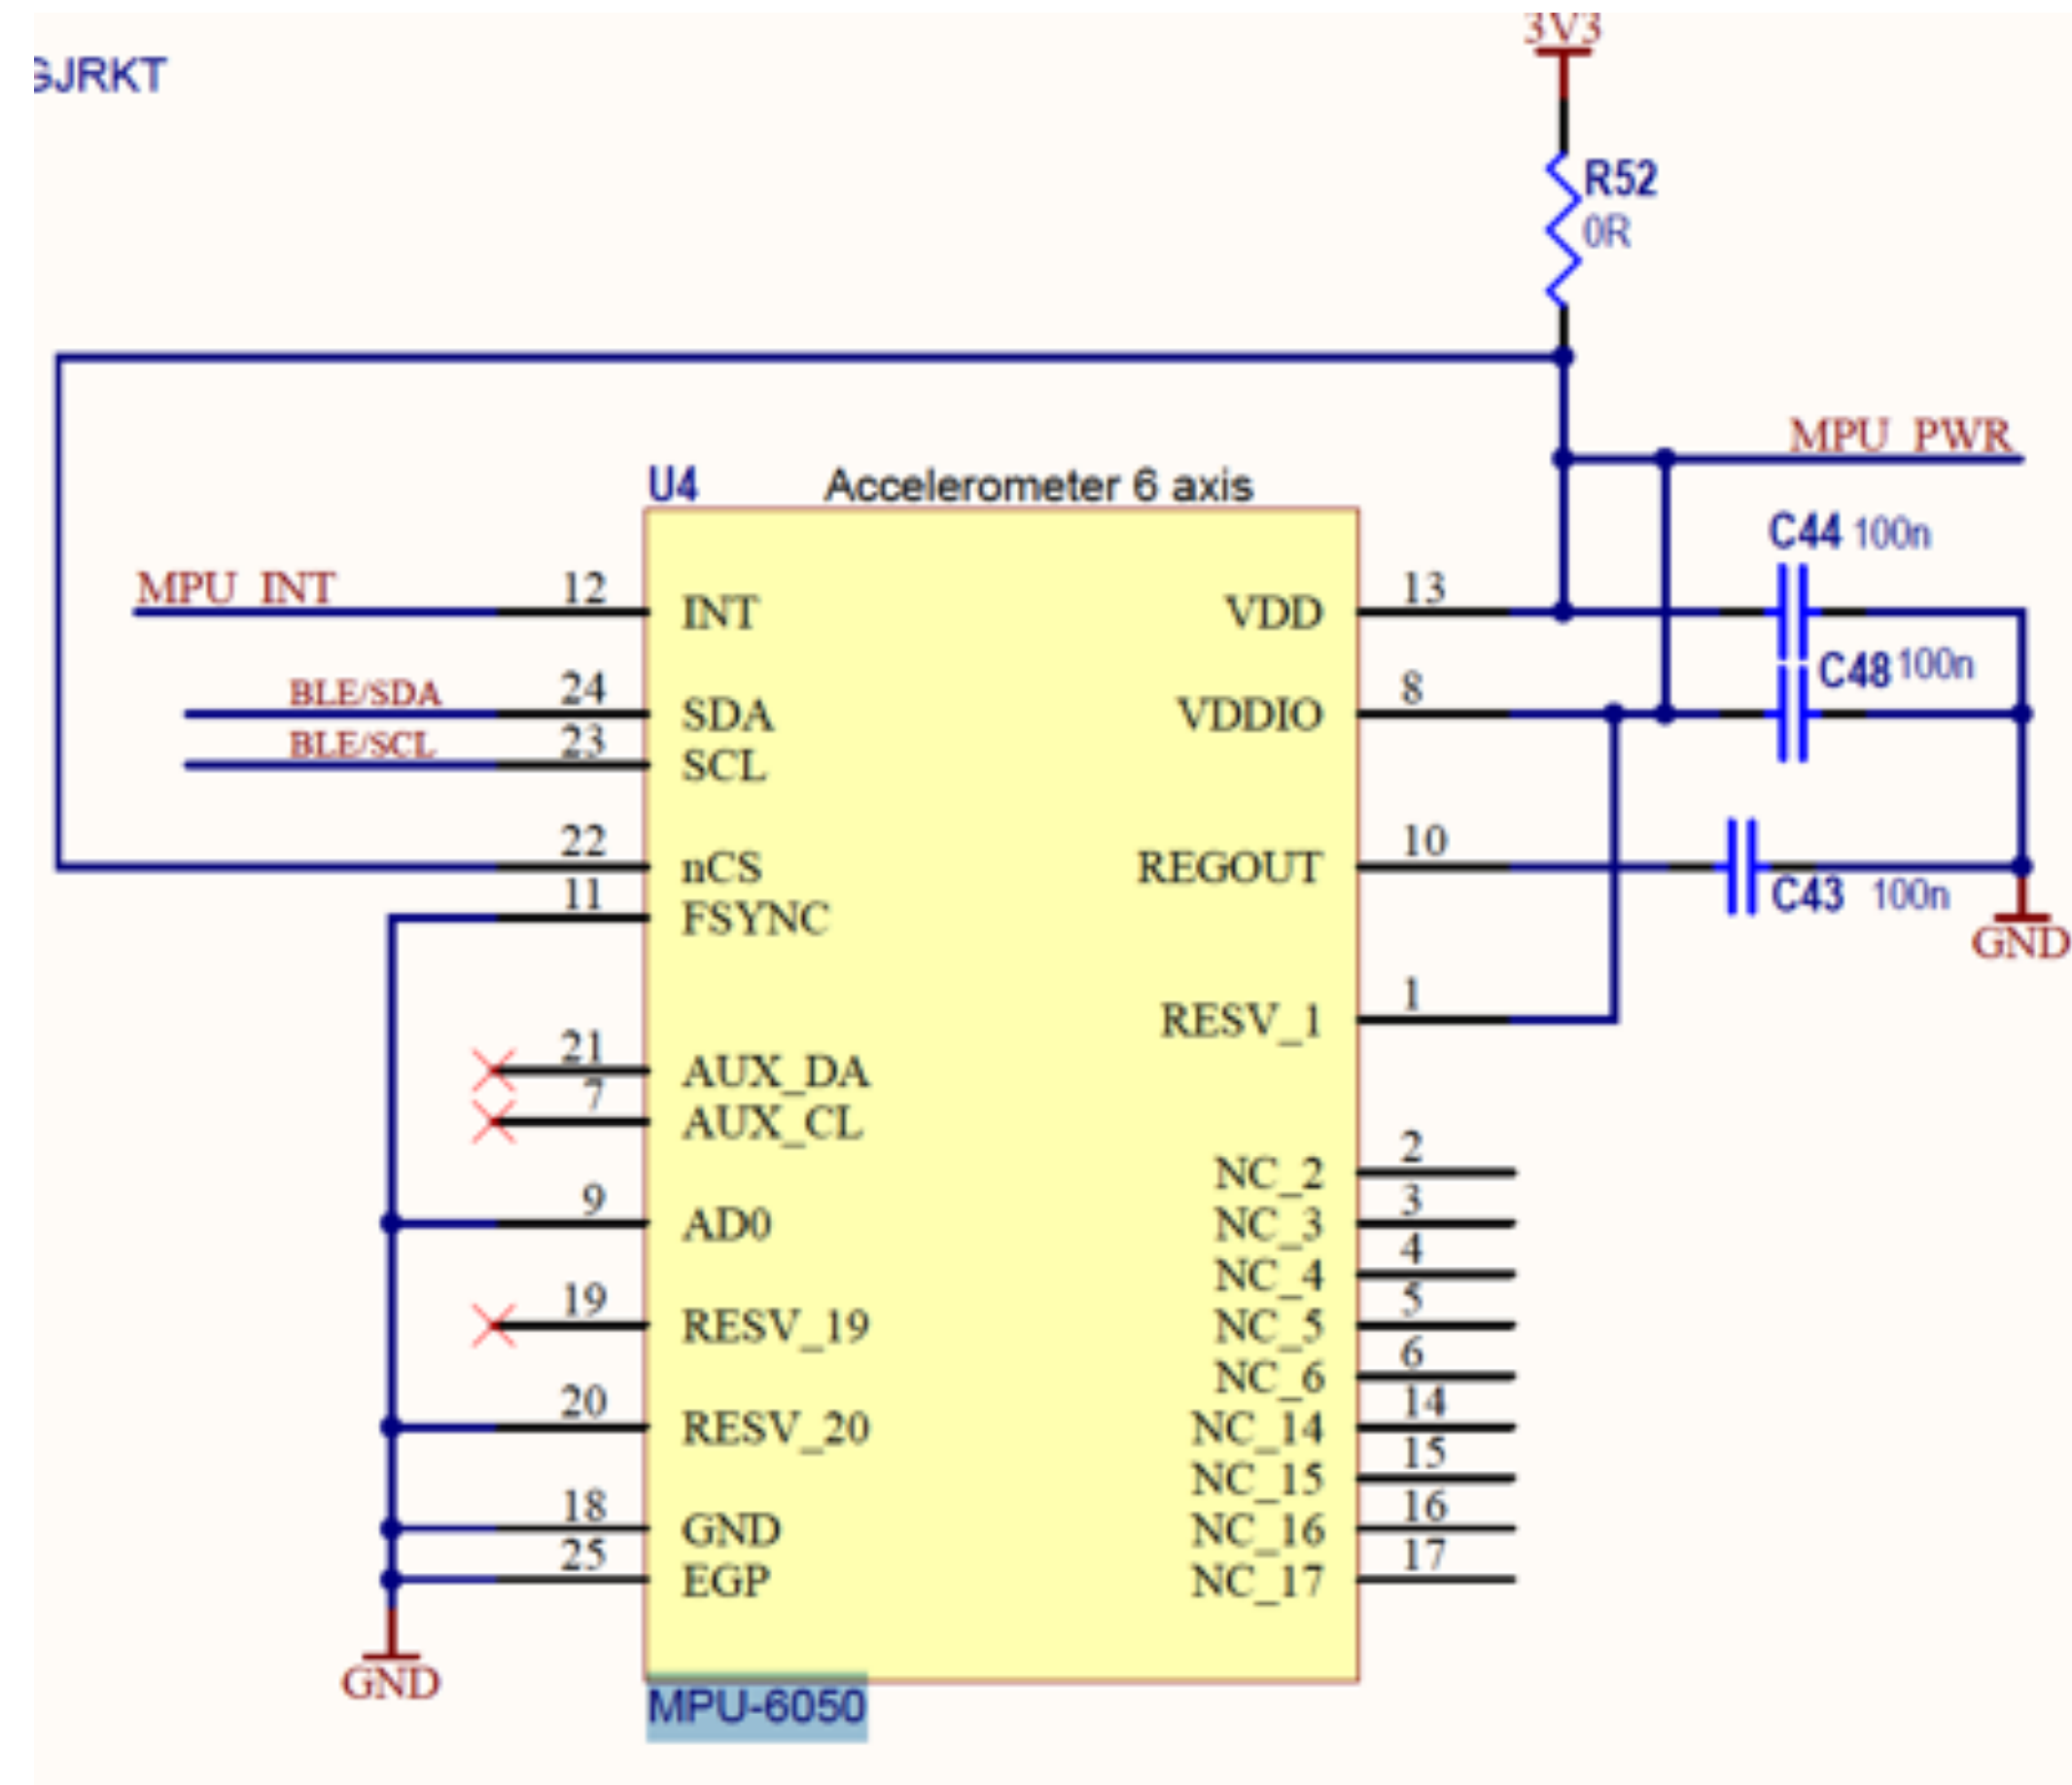 3V3
GJRKT
R52
0R
MPU_PWR
U4 Accelerometer 6 axis
C44 100n
MPU_INT 12 INT VDD 13
C48 100n
BLE/SDA 24 SDA VDDIO 8
BLE/SCL 23 SCL
22 nCS REGOUT 10
C43 100n
11 FSYNC
GND
RESV_1 1
21 AUX_DA
7 AUX_CL
NC_2 2
9 AD0 NC_3 3
NC_4 4
19 RESV_19 NC_5 5
NC_6 6
20 RESV_20 NC_14 14
NC_15 15
18 GND NC_16 16
25 EGP NC_17 17
GND
MPU-6050